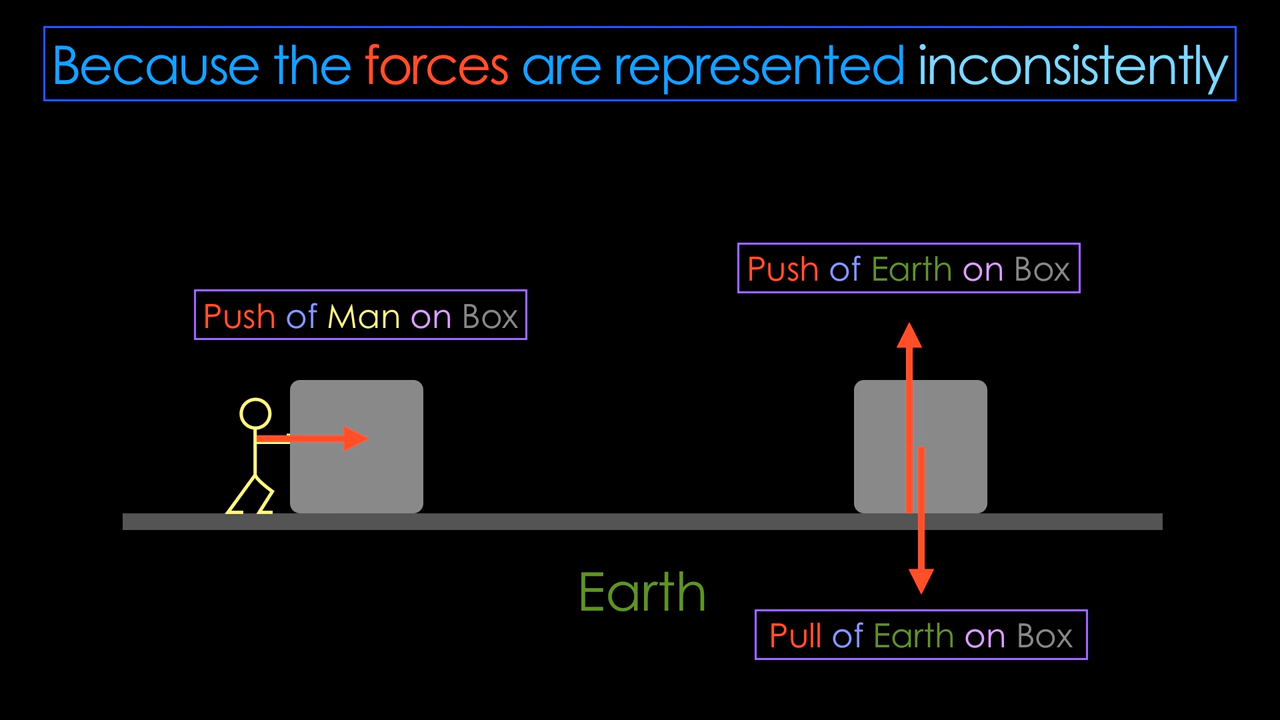 Because the forces are represented inconsistently
Push of Earth on Box
Push of Man on Box
Earth
Pull of Earth on Box